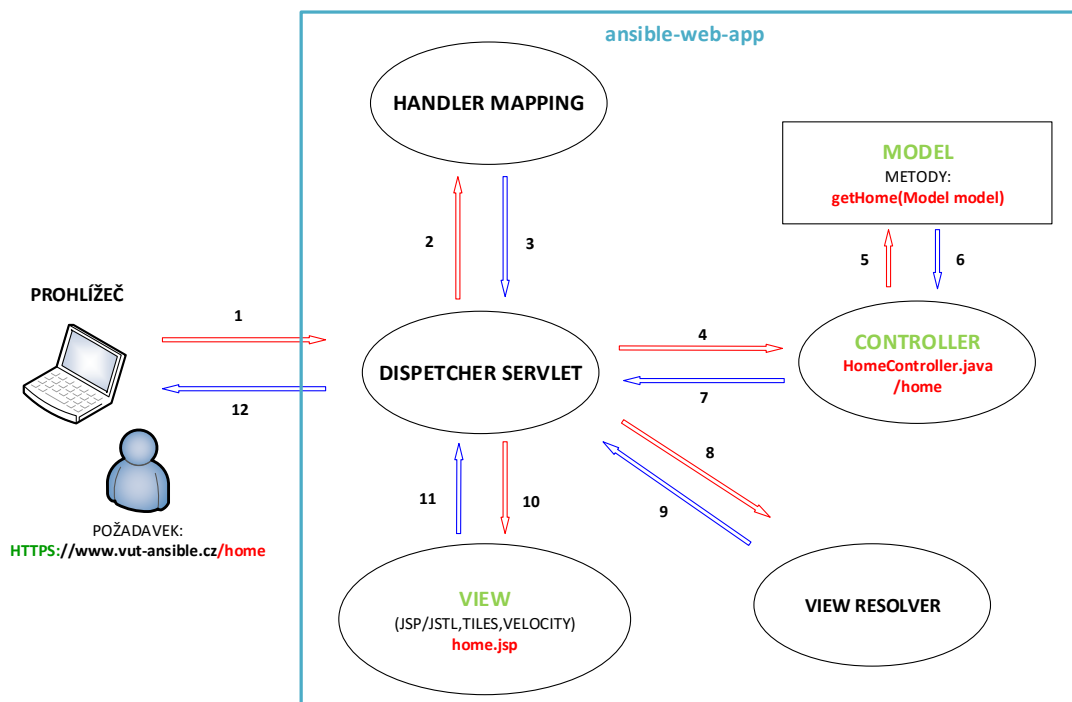 ansible-web-app
HANDLER MAPPING
MODEL
METODY:
getHome(Model model)
2
3
5
6
PROHLÍŽEČ
1
4
DISPETCHER SERVLET
CONTROLLER
HomeController.java
/home
12
7
8
11
10
9
POŽADAVEK:
HTTPS://www.vut-ansible.cz/home
VIEW
(JSP/JSTL,TILES,VELOCITY)
home.jsp
VIEW RESOLVER